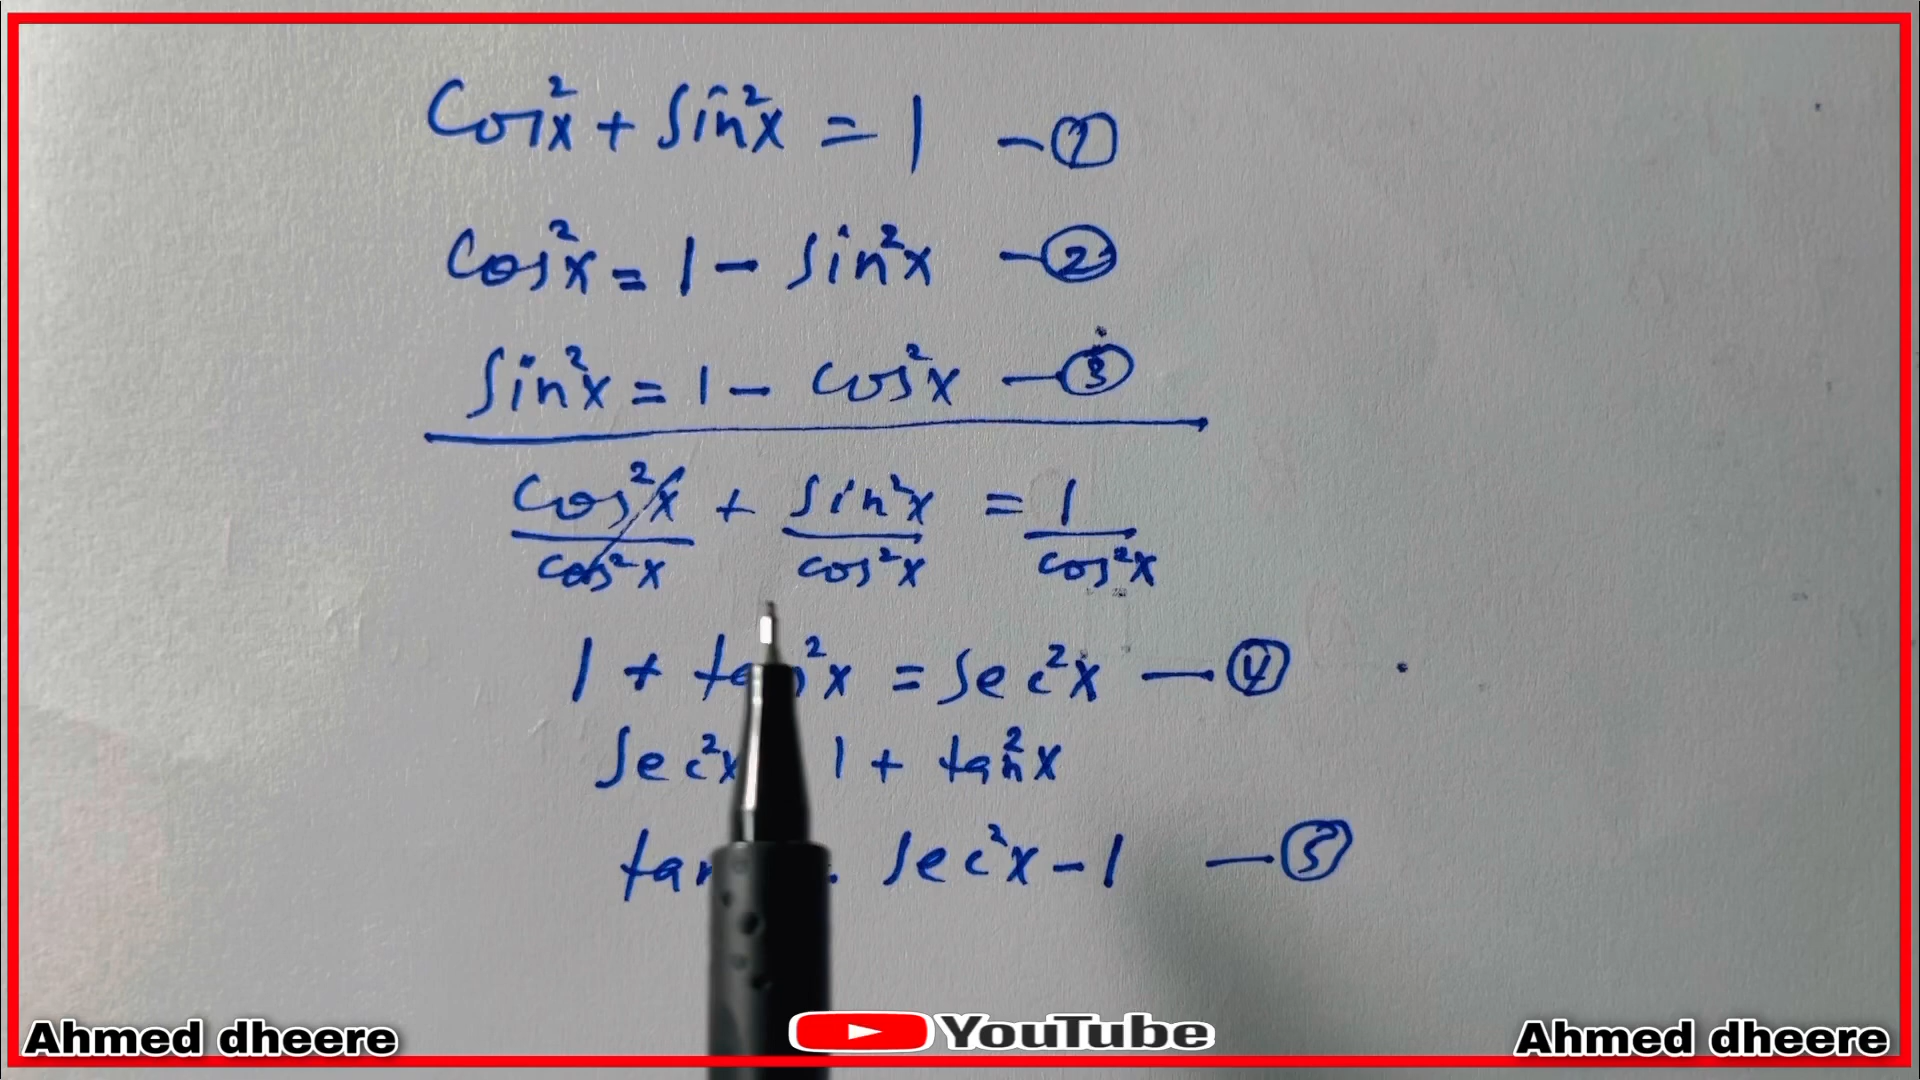 Cos²x + Sin²x = 1 — ①
Cos²x = 1 - Sin²x — ②
Sin²x = 1 - cos²x — ③
cos²x/cos²x + sin²x/cos²x = 1/cos²x
1 + tan²x = Sec²x — ④
Sec²x 1 + tan²x
Sec²x - 1 — ⑤
Ahmed dheere
YouTube
Ahmed dheere